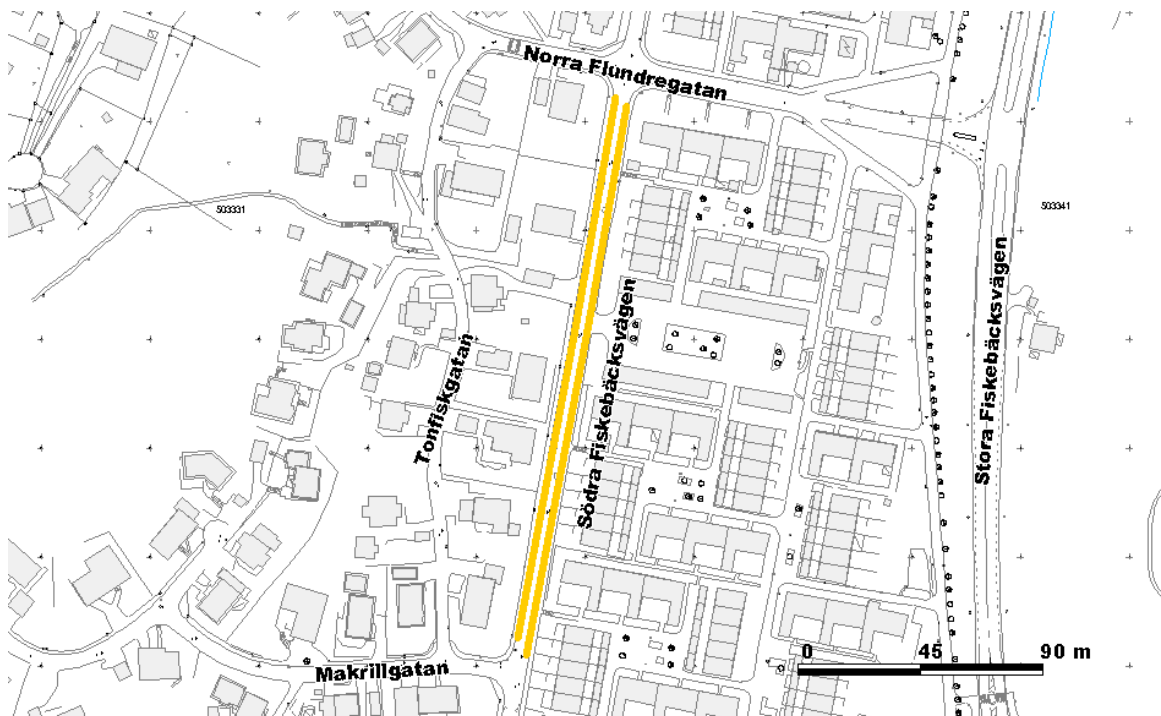 Norra Flundregatan
503331
503341
Södra Fiskebäcksvägen
Stora Fiskebäcksvägen
Tonfiskgatan
Makrillgatan
0 45 90 m